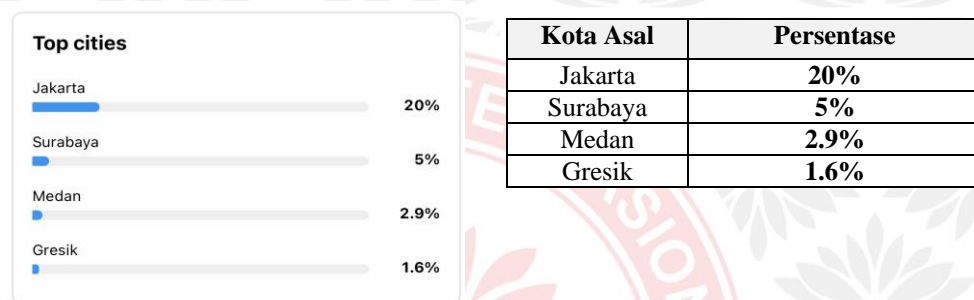 Top cities
Jakarta
20%
Surabaya
5%
Medan
2.9%
Gresik
1.6%
Kota Asal Persentase
Jakarta 20%
Surabaya 5%
Medan 2.9%
Gresik 1.6%